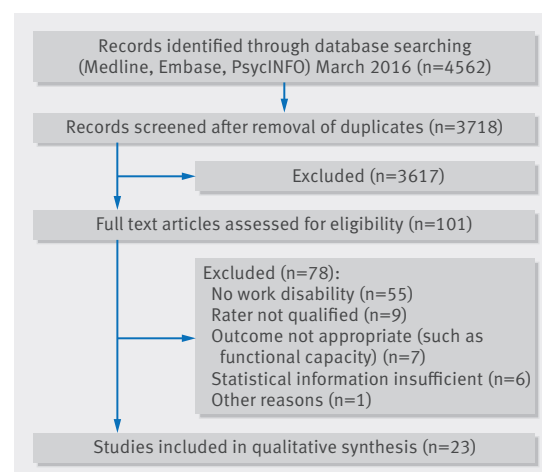 Records identified through database searching
(Medline, Embase, PsycINFO) March 2016 (n=4562)
Records screened after removal of duplicates (n=3718)
Excluded (n=3617)
Full text articles assessed for eligibility (n=101)
Excluded (n=78):
No work disability (n=55)
Rater not qualified (n=9)
Outcome not appropriate (such as
functional capacity) (n=7)
Statistical information insufficient (n=6)
Other reasons (n=1)
Studies included in qualitative synthesis (n=23)